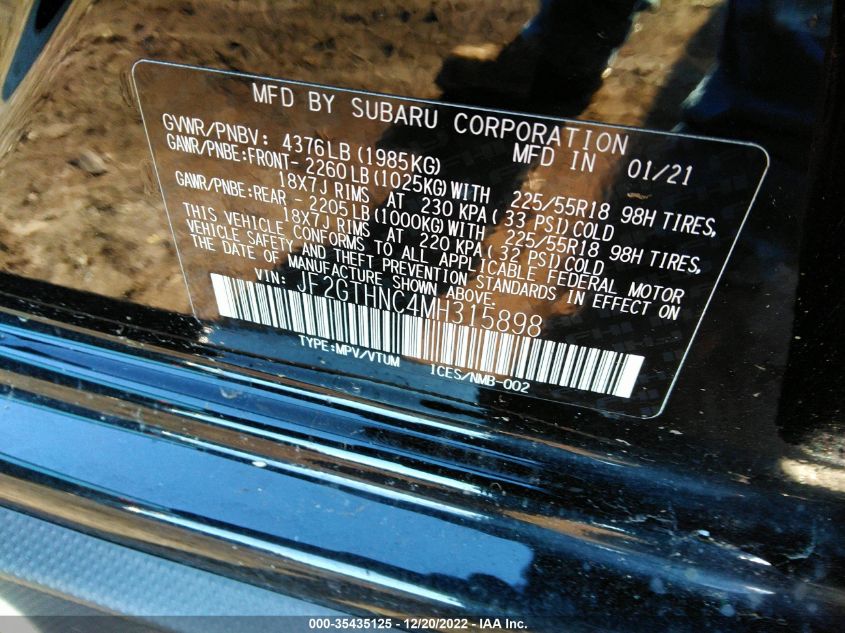 MFD BY SUBARU CORPORATION
GVWR/PNBV: 4376LB(1985KG) MFD IN 01/21
GAWR/PNBE:FRONT- 2260LB(1025KG)WITH 225/55R18 98H TIRES,
18X7J RIMS AT 230 KPA(33 PSI)COLD
GAWR/PNBE:REAR - 2205LB(1000KG)WITH 225/55R18 98H TIRES,
18X7J RIMS AT 220 KPA(32 PSI)COLD
THIS VEHICLE CONFORMS TO ALL APPLICABLE FEDERAL MOTOR
VEHICLE SAFETY AND THEFT PREVENTION STANDARDS IN EFFECT ON
THE DATE OF MANUFACTURE SHOWN ABOVE.
VIN: JF2GTHNC4MH315898
TYPE:MPV/VTUM ICES/NMB-002
000-35435125 - 12/20/2022 - IAA Inc.